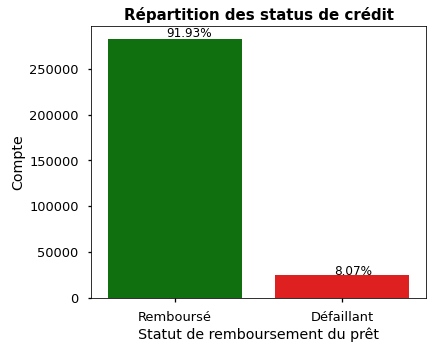 Répartition des status de crédit
91.93%
8.07%
Compte
250000
200000
150000
100000
50000
0
Remboursé
Défaillant
Statut de remboursement du prêt